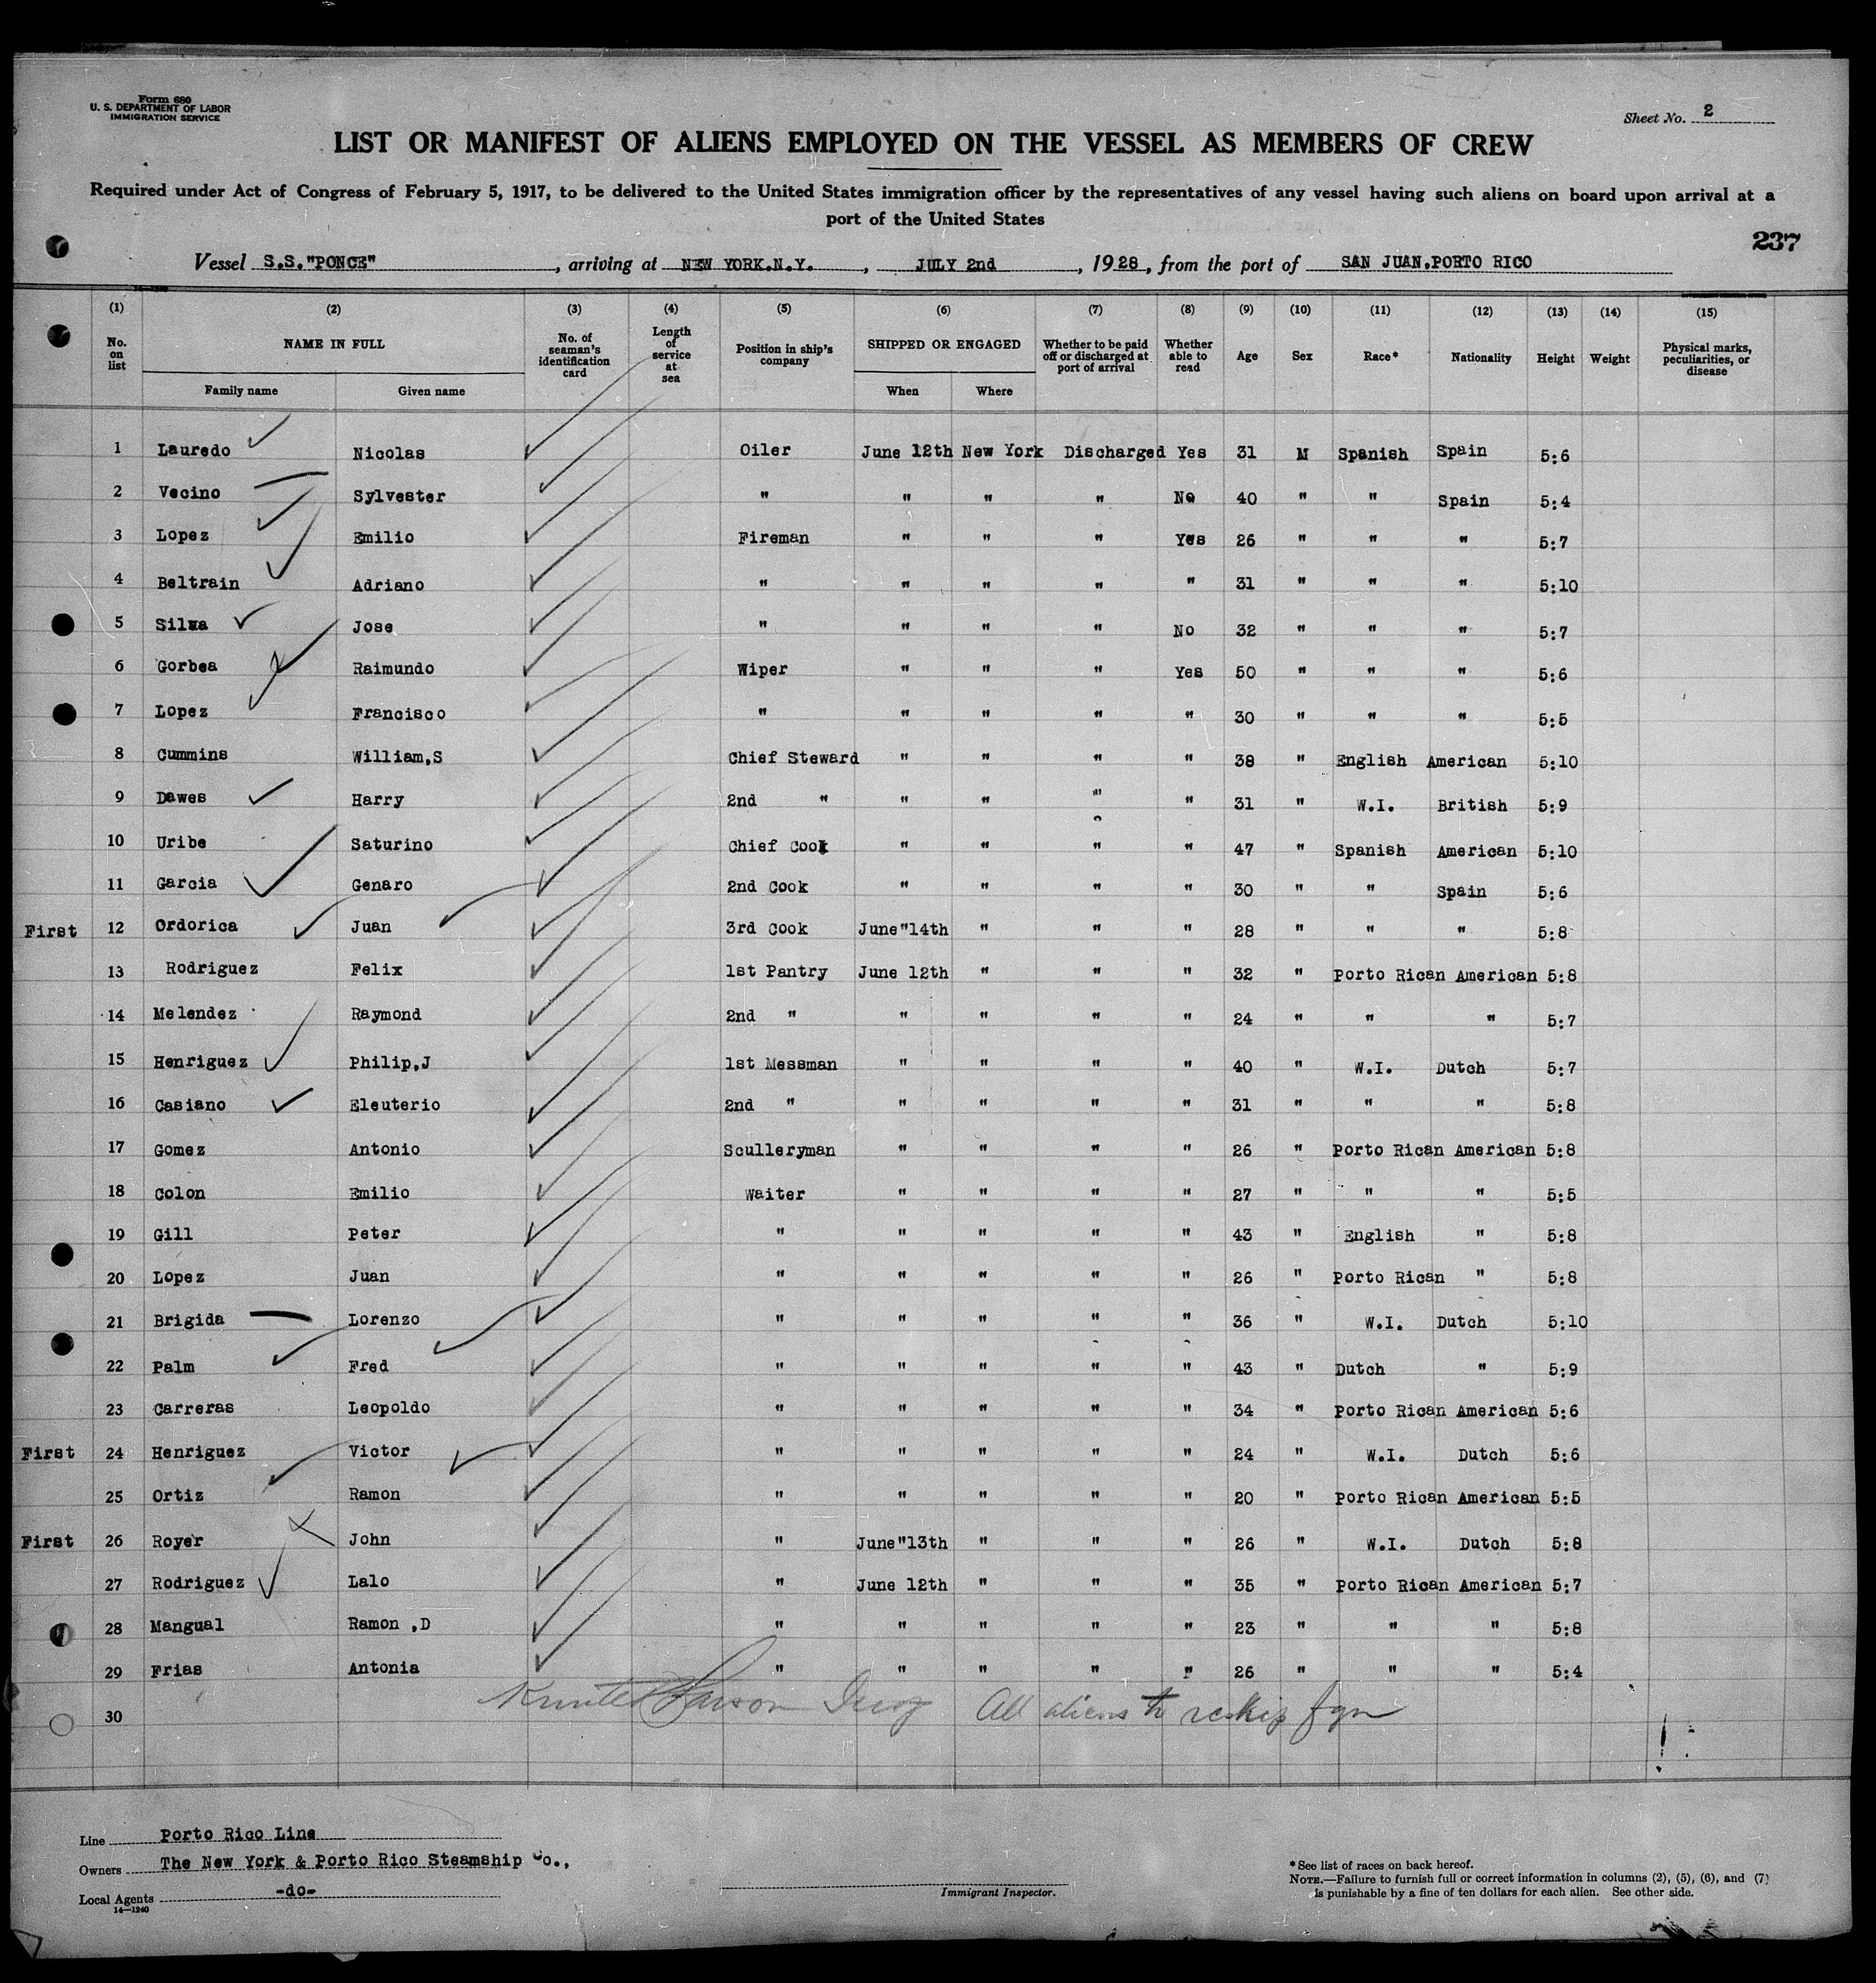 Form 680
U. S. DEPARTMENT OF LABOR
IMMIGRATION SERVICE
Sheet No. 2
LIST OR MANIFEST OF ALIENS EMPLOYED ON THE VESSEL AS MEMBERS OF CREW
Required under Act of Congress of February 5, 1917, to be delivered to the United States immigration officer by the representatives of any vessel having such aliens on board upon arrival at a
port of the United States
237
Vessel S.S."PONCE", arriving at NEW YORK.N.Y., JULY 2nd, 1928, from the port of SAN JUAN,PORTO RICO
(1) (2) (3) (4) (5) (6) (7) (8) (9) (10) (11) (12) (13) (14) (15)
No. on list NAME IN FULL No. of seaman's identification card Length of service at sea Position in ship's company SHIPPED OR ENGAGED Whether to be paid off or discharged at port of arrival Whether able to read Age Sex Race* Nationality Height Weight Physical marks, peculiarities, or disease
Family name Given name When Where
1 Lauredo Nicolas Oiler June 12th New York Discharged Yes 31 M Spanish Spain 5:6
2 Vecino Sylvester " " " " No 40 " " Spain 5:4
3 Lopez Emilio Fireman " " " Yes 26 " " " 5:7
4 Beltrain Adriano " " " " " 31 " " " 5:10
5 Silva Jose " " " " No 32 " " " 5:7
6 Gorbea Raimundo Wiper " " " Yes 50 " " " 5:6
7 Lopez Francisco " " " " " 30 " " " 5:5
8 Cummins William,S Chief Steward " " " " 38 " English American 5:10
9 Dawes Harry 2nd " " " " " 31 " W.I. British 5:9
10 Uribe Saturino Chief Cook " " " " 47 " Spanish American 5:10
11 Garcia Genaro 2nd Cook " " " " 30 " " Spain 5:6
First 12 Ordorica Juan 3rd Cook June"14th " " " 28 " " " 5:8
13 Rodriguez Felix 1st Pantry June 12th " " " 32 " Porto Rican American 5:8
14 Melendez Raymond 2nd " " " " " 24 " " " 5:7
15 Henriguez Philip,J 1st Messman " " " " 40 " W.I. Dutch 5:7
16 Casiano Eleuterio 2nd " " " " " 31 " " " 5:8
17 Gomez Antonio Sculleryman " " " " 26 " Porto Rican American 5:8
18 Colon Emilio Waiter " " " " 27 " " " 5:5
19 Gill Peter " " " " " 43 " English " 5:8
20 Lopez Juan " " " " " 26 " Porto Rican " 5:8
21 Brigida Lorenzo " " " " " 36 " W.I. Dutch 5:10
22 Palm Fred " " " " " 43 " Dutch " 5:9
23 Carreras Leopoldo " " " " " 34 " Porto Rican American 5:6
First 24 Henriguez Victor " " " " " 24 " W.I. Dutch 5:6
25 Ortiz Ramon " " " " " 20 " Porto Rican American 5:5
First 26 Royer John " June"13th " " " 26 " W.I. Dutch 5:8
27 Rodriguez Lalo " June 12th " " " 35 " Porto Rican American 5:7
28 Mangual Ramon ,D " " " " " 23 " " " 5:8
29 Frias Antonia " " " " " 26 " " " 5:4
30 All aliens to reship fgn
Line Porto Rico Line
Owners The New York & Porto Rico Steamship Co.,
Local Agents -do-
14—1240
Immigrant Inspector.
*See list of races on back hereof.
NOTE.—Failure to furnish full or correct information in columns (2), (5), (6), and (7)
is punishable by a fine of ten dollars for each alien. See other side.